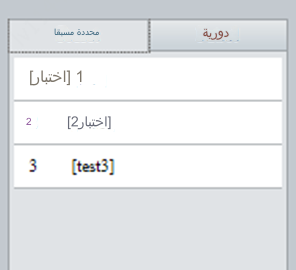 محددة مسبقا
دورية
1 [اختبار]
2 [اختبار2]
3 [test3]